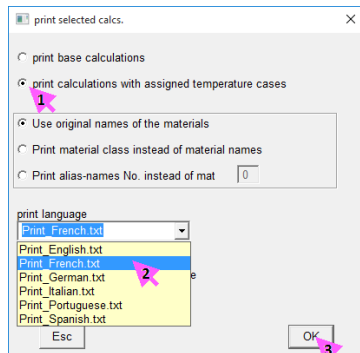 print selected calcs.
print base calculations
print calculations with assigned temperature cases
1
Use original names of the materials
Print material class instead of material names
Print alias-names No. instead of mat 0
print language
Print_French.txt
Print_English.txt
Print_French.txt
2
e
Print_German.txt
Print_Italian.txt
Print_Portuguese.txt
Print_Spanish.txt
Esc OK
3